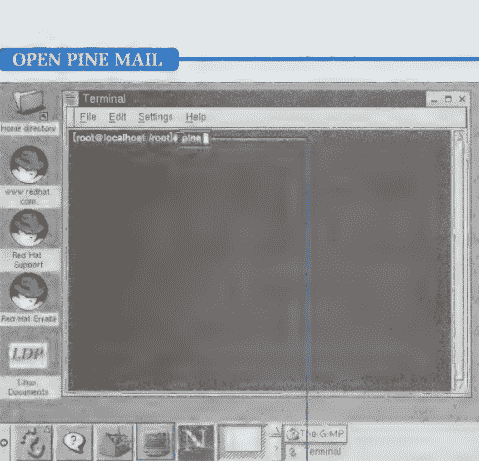 OPEN PINE MAIL
Terminal
File Edit Settings Help
[root@localhost /root]# pine
Home directory
www.redhat.com
Red Hat
Support
Red Hat Errata
LDP
Documents
N
The GIMP
Terminal